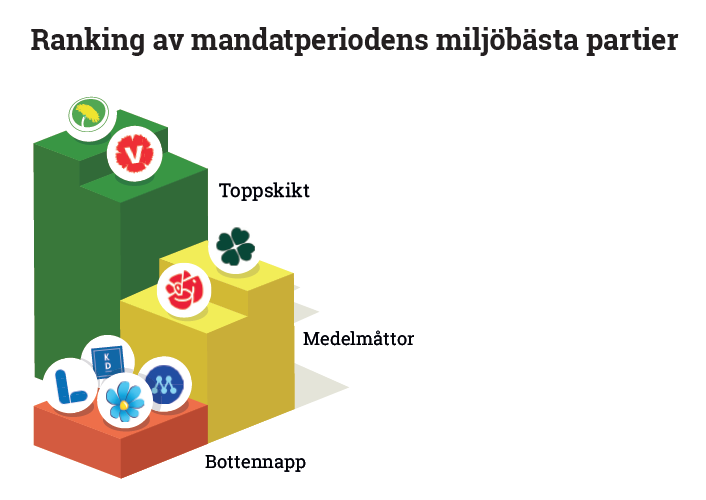 Ranking av mandatperiodens miljöbästa partier
V
Toppskikt
Medelmåttor
K
D
L
M
Bottennapp